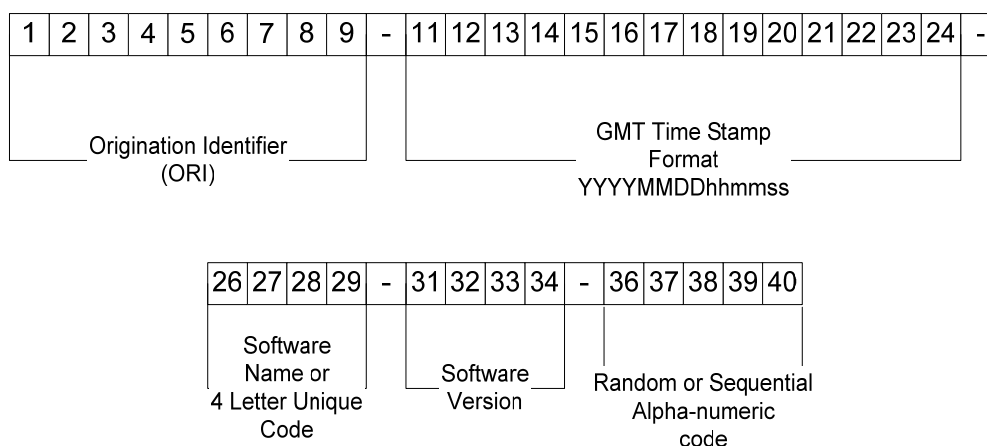 1 2 3 4 5 6 7 8 9 - 11 12 13 14 15 16 17 18 19 20 21 22 23 24 -
Origination Identifier
(ORI)
GMT Time Stamp
Format
YYYYMMDDhhmmss
26 27 28 29 - 31 32 33 34 - 36 37 38 39 40
Software
Name or
4 Letter Unique
Code
Software
Version
Random or Sequential
Alpha-numeric
code